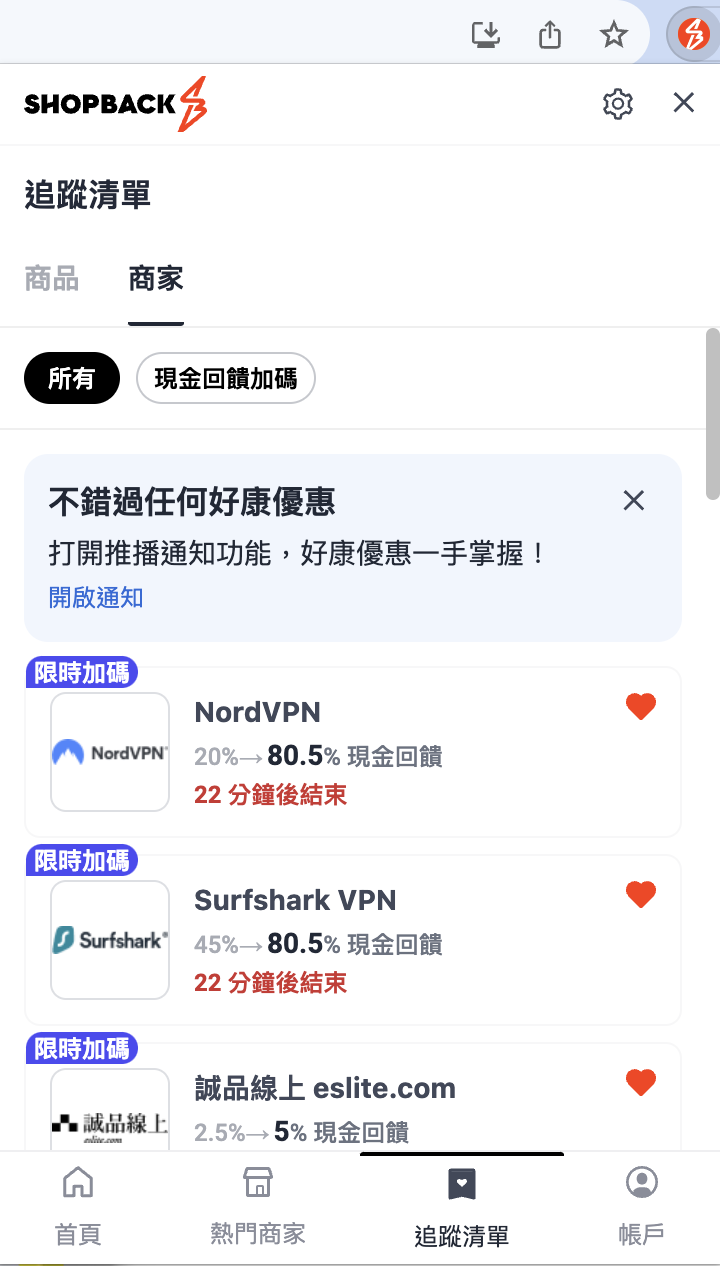 SHOPBACK
追蹤清單
商品 商家
所有 現金回饋加碼
不錯過任何好康優惠
打開推播通知功能，好康優惠一手掌握！
開啟通知
限時加碼
NordVPN
NordVPN
20%→80.5% 現金回饋
22 分鐘後結束
限時加碼
Surfshark®
Surfshark VPN
45%→80.5% 現金回饋
22 分鐘後結束
限時加碼
誠品線上
eslite.com
誠品線上 eslite.com
2.5%→5% 現金回饋
首頁 熱門商家 追蹤清單 帳戶